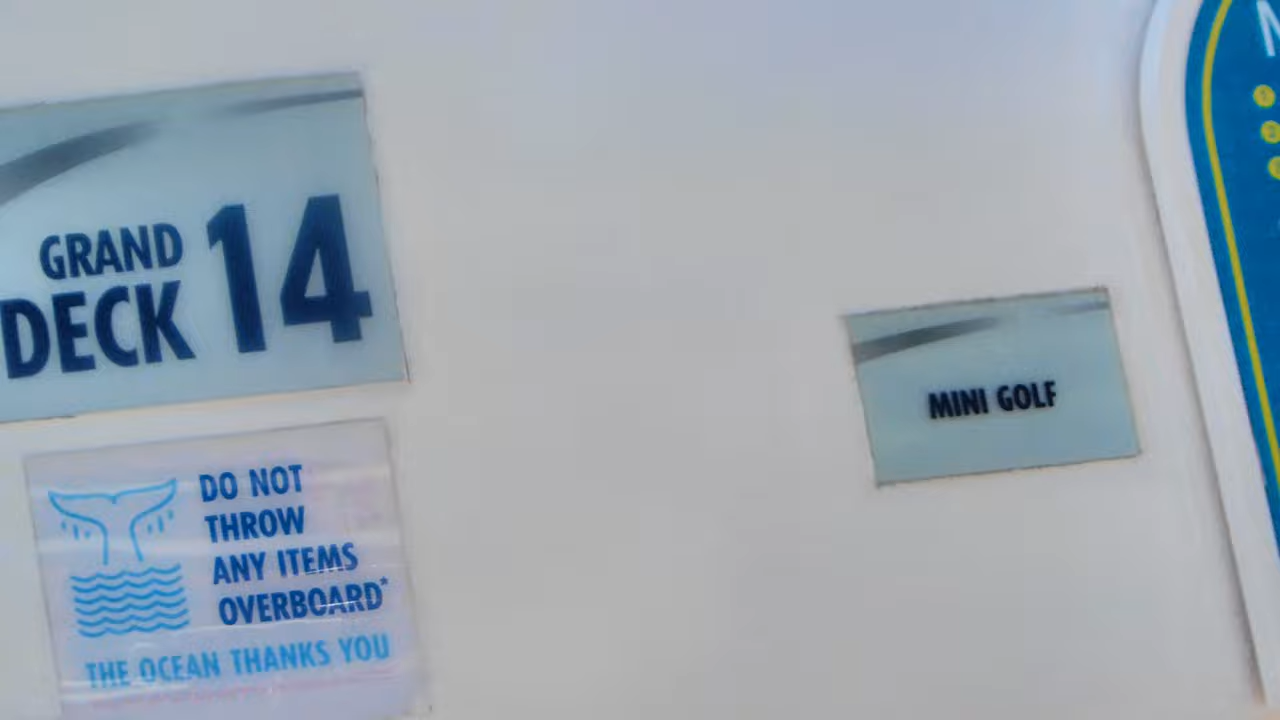 GRAND
DECK 14
DO NOT
THROW
ANY ITEMS
OVERBOARD*
THE OCEAN THANKS YOU
MINI GOLF